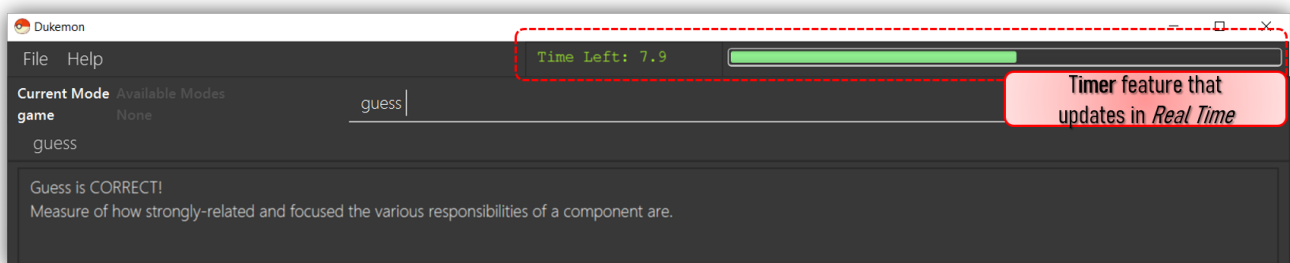 Dukemon
File Help
Time Left: 7.9
Timer feature that
updates in Real Time
Current Mode Available Modes
game None
guess
guess
Guess is CORRECT!
Measure of how strongly-related and focused the various responsibilities of a component are.